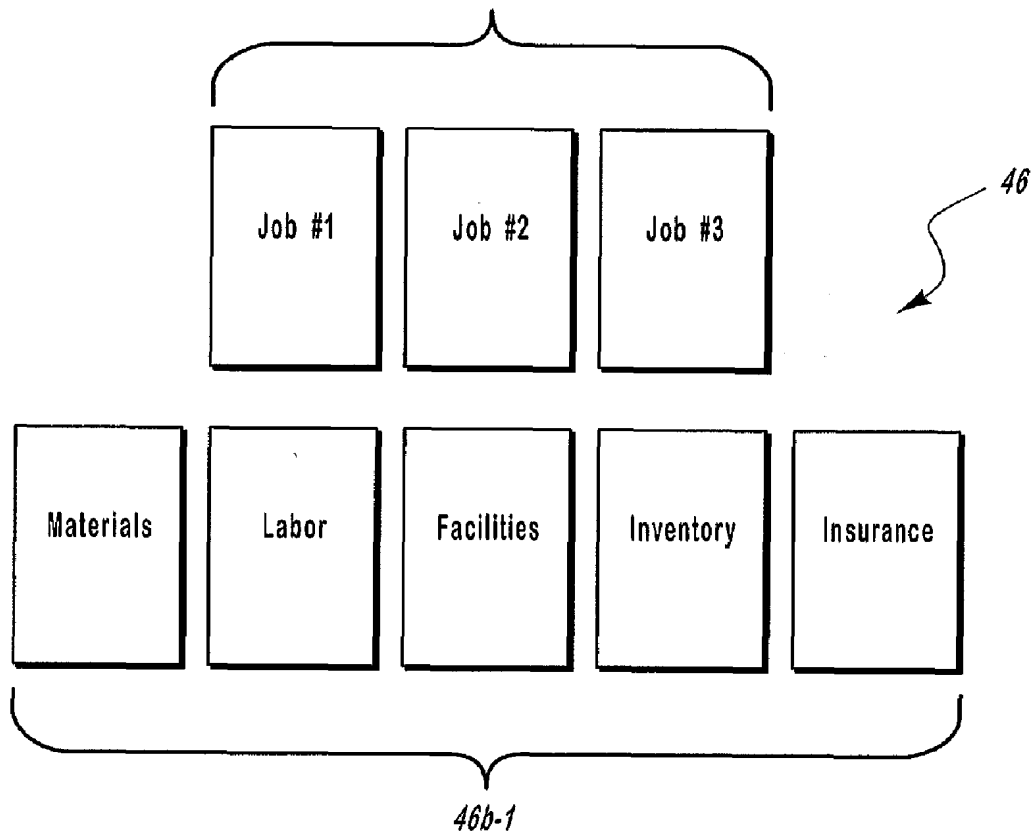 Job #1
Job #2
Job #3
46
Materials
Labor
Facilities
Inventory
Insurance
46b-1